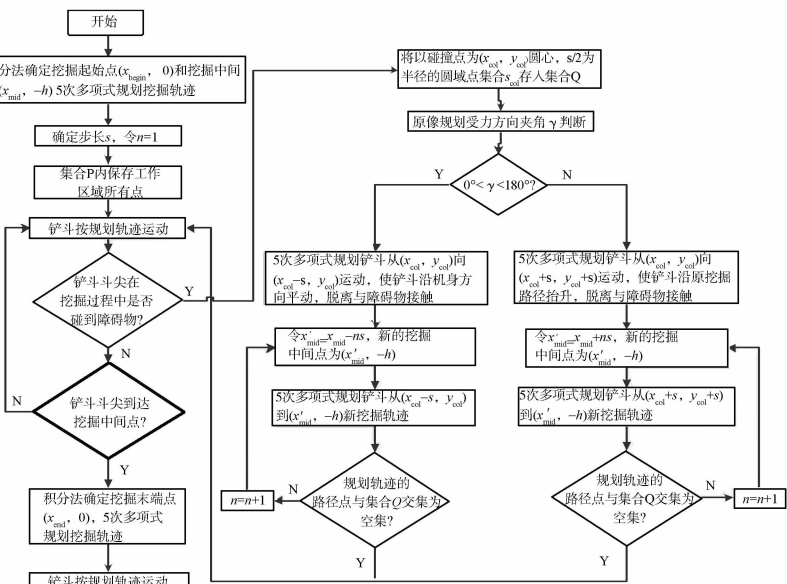 开始
分法确定挖掘起始点(x_begin, 0)和挖掘中间
(x_mid, −h) 5次多项式规划挖掘轨迹
确定步长s, 令n=1
集合P内保存工作
区域所有点
铲斗按规划轨迹运动
铲斗斗尖在
挖掘过程中是否
碰到障碍物?
Y
N
铲斗斗尖到达
挖掘中间点?
N
Y
积分法确定挖掘末端点
(x_end, 0), 5次多项式
规划挖掘轨迹
铲斗按规划轨迹运动
将以碰撞点为(x_col, y_col)圆心, s/2为
半径的圆域点集合s_col存入集合Q
原像规划受力方向夹角 γ 判断
0°< γ <180°?
Y
N
5次多项式规划铲斗从(x_col, y_col)向
(x_col−s, y_col)运动, 使铲斗沿机身方
向平动, 脱离与障碍物接触
令x′_mid=x_mid−ns, 新的挖掘
中间点为(x′_mid, −h)
5次多项式规划铲斗从(x_col−s, y_col)
到(x′_mid, −h)新挖掘轨迹
规划轨迹的
路径点与集合Q交集为
空集?
N
n=n+1
Y
5次多项式规划铲斗从(x_col, y_col)向
(x_col+s, y_col+s)运动, 使铲斗沿原挖掘
路径抬升, 脱离与障碍物接触
令x′_mid=x_mid+ns, 新的挖掘
中间点为(x′_mid, −h)
5次多项式规划铲斗从(x_col+s, y_col+s)
到(x′_mid, −h)新挖掘轨迹
规划轨迹的
路径点与集合Q交集为
空集?
N
n=n+1
Y